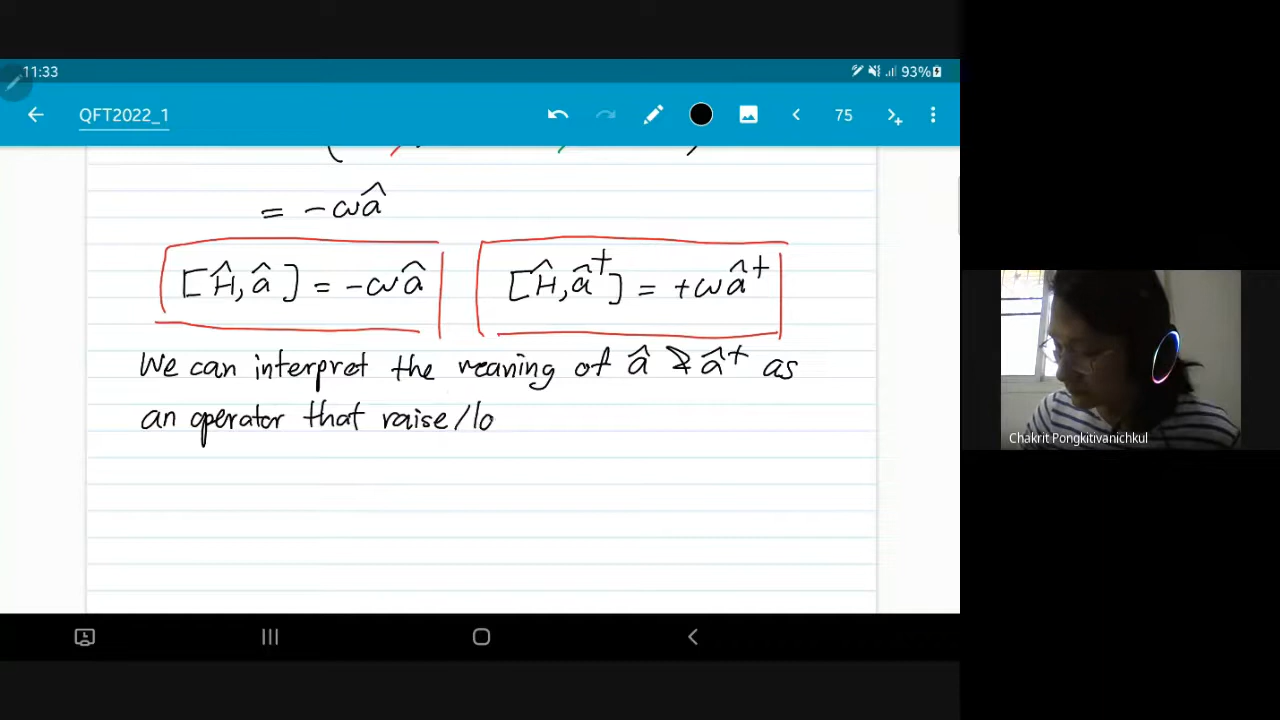 11:33
93%
QFT2022_1
75
= -ωâ
[Ĥ, â] = -ωâ [Ĥ, â†] = +ωâ†
We can interpret the meaning of â & ↠as
an operator that raise/lo
Chakrit Pongkitivanichkul